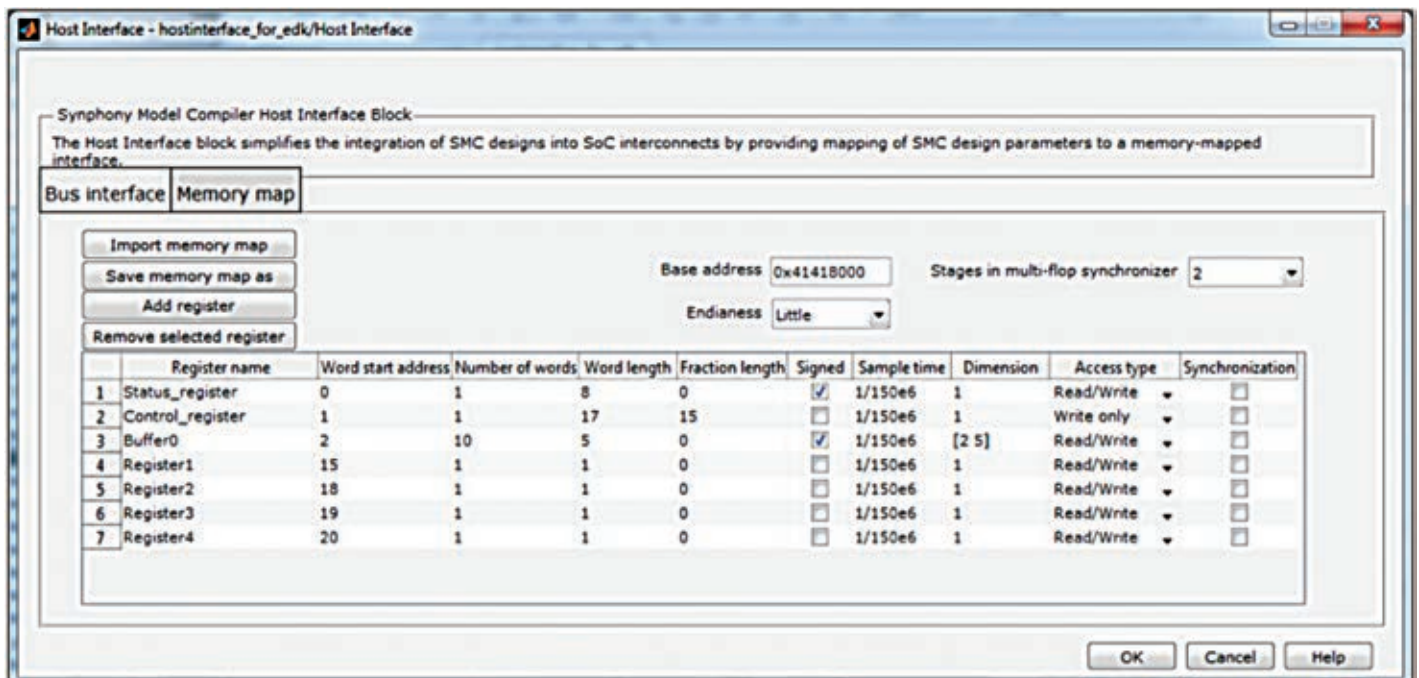 Host Interface - hostinterface_for_edk/Host Interface
Synphony Model Compiler Host Interface Block
The Host Interface block simplifies the integration of SMC designs into SoC interconnects by providing mapping of SMC design parameters to a memory-mapped
interface.
Bus interface Memory map
Import memory map
Save memory map as
Add register
Remove selected register
Base address 0x41418000 Stages in multi-flop synchronizer 2
Endianess Little
Register name Word start address Number of words Word length Fraction length Signed Sample time Dimension Access type Synchronization
1 Status_register 0 1 8 0 1/150e6 1 Read/Write
2 Control_register 1 1 17 15 1/150e6 1 Write only
3 Buffer0 2 10 5 0 1/150e6 [2 5] Read/Write
4 Register1 15 1 1 0 1/150e6 1 Read/Write
5 Register2 18 1 1 0 1/150e6 1 Read/Write
6 Register3 19 1 1 0 1/150e6 1 Read/Write
7 Register4 20 1 1 0 1/150e6 1 Read/Write
OK Cancel Help